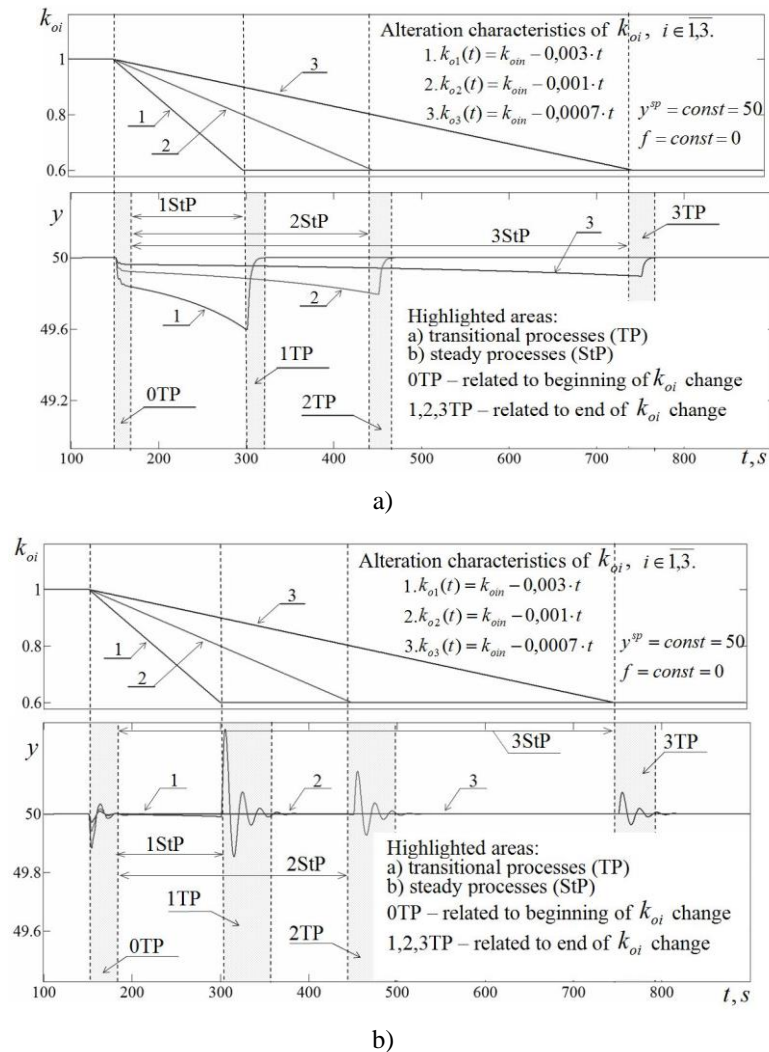 k_oi
Alteration characteristics of k_oi, i ∈ 1,3.
1. k_o1(t) = k_oin − 0,003 · t
2. k_o2(t) = k_oin − 0,001 · t
3. k_o3(t) = k_oin − 0,0007 · t
y^sp = const = 50
f = const = 0
1
0.8
0.6
1
2
3
y
1StP
2StP
3StP
3TP
50
49.6
49.2
1
2
3
0TP
1TP
2TP
Highlighted areas:
a) transitional processes (TP)
b) steady processes (StP)
0TP – related to beginning of k_oi change
1,2,3TP – related to end of k_oi change
100 200 300 400 500 600 700 800
t, s
a)
k_oi
Alteration characteristics of k_oi, i ∈ 1,3.
1. k_o1(t) = k_oin − 0,003 · t
2. k_o2(t) = k_oin − 0,001 · t
3. k_o3(t) = k_oin − 0,0007 · t
y^sp = const = 50
f = const = 0
1
0.8
0.6
1
2
3
y
3StP
3TP
1
2
3
50
49.8
49.6
1StP
2StP
1TP
0TP
2TP
Highlighted areas:
a) transitional processes (TP)
b) steady processes (StP)
0TP – related to beginning of k_oi change
1,2,3TP – related to end of k_oi change
100 200 300 400 500 600 700 800
t, s
b)